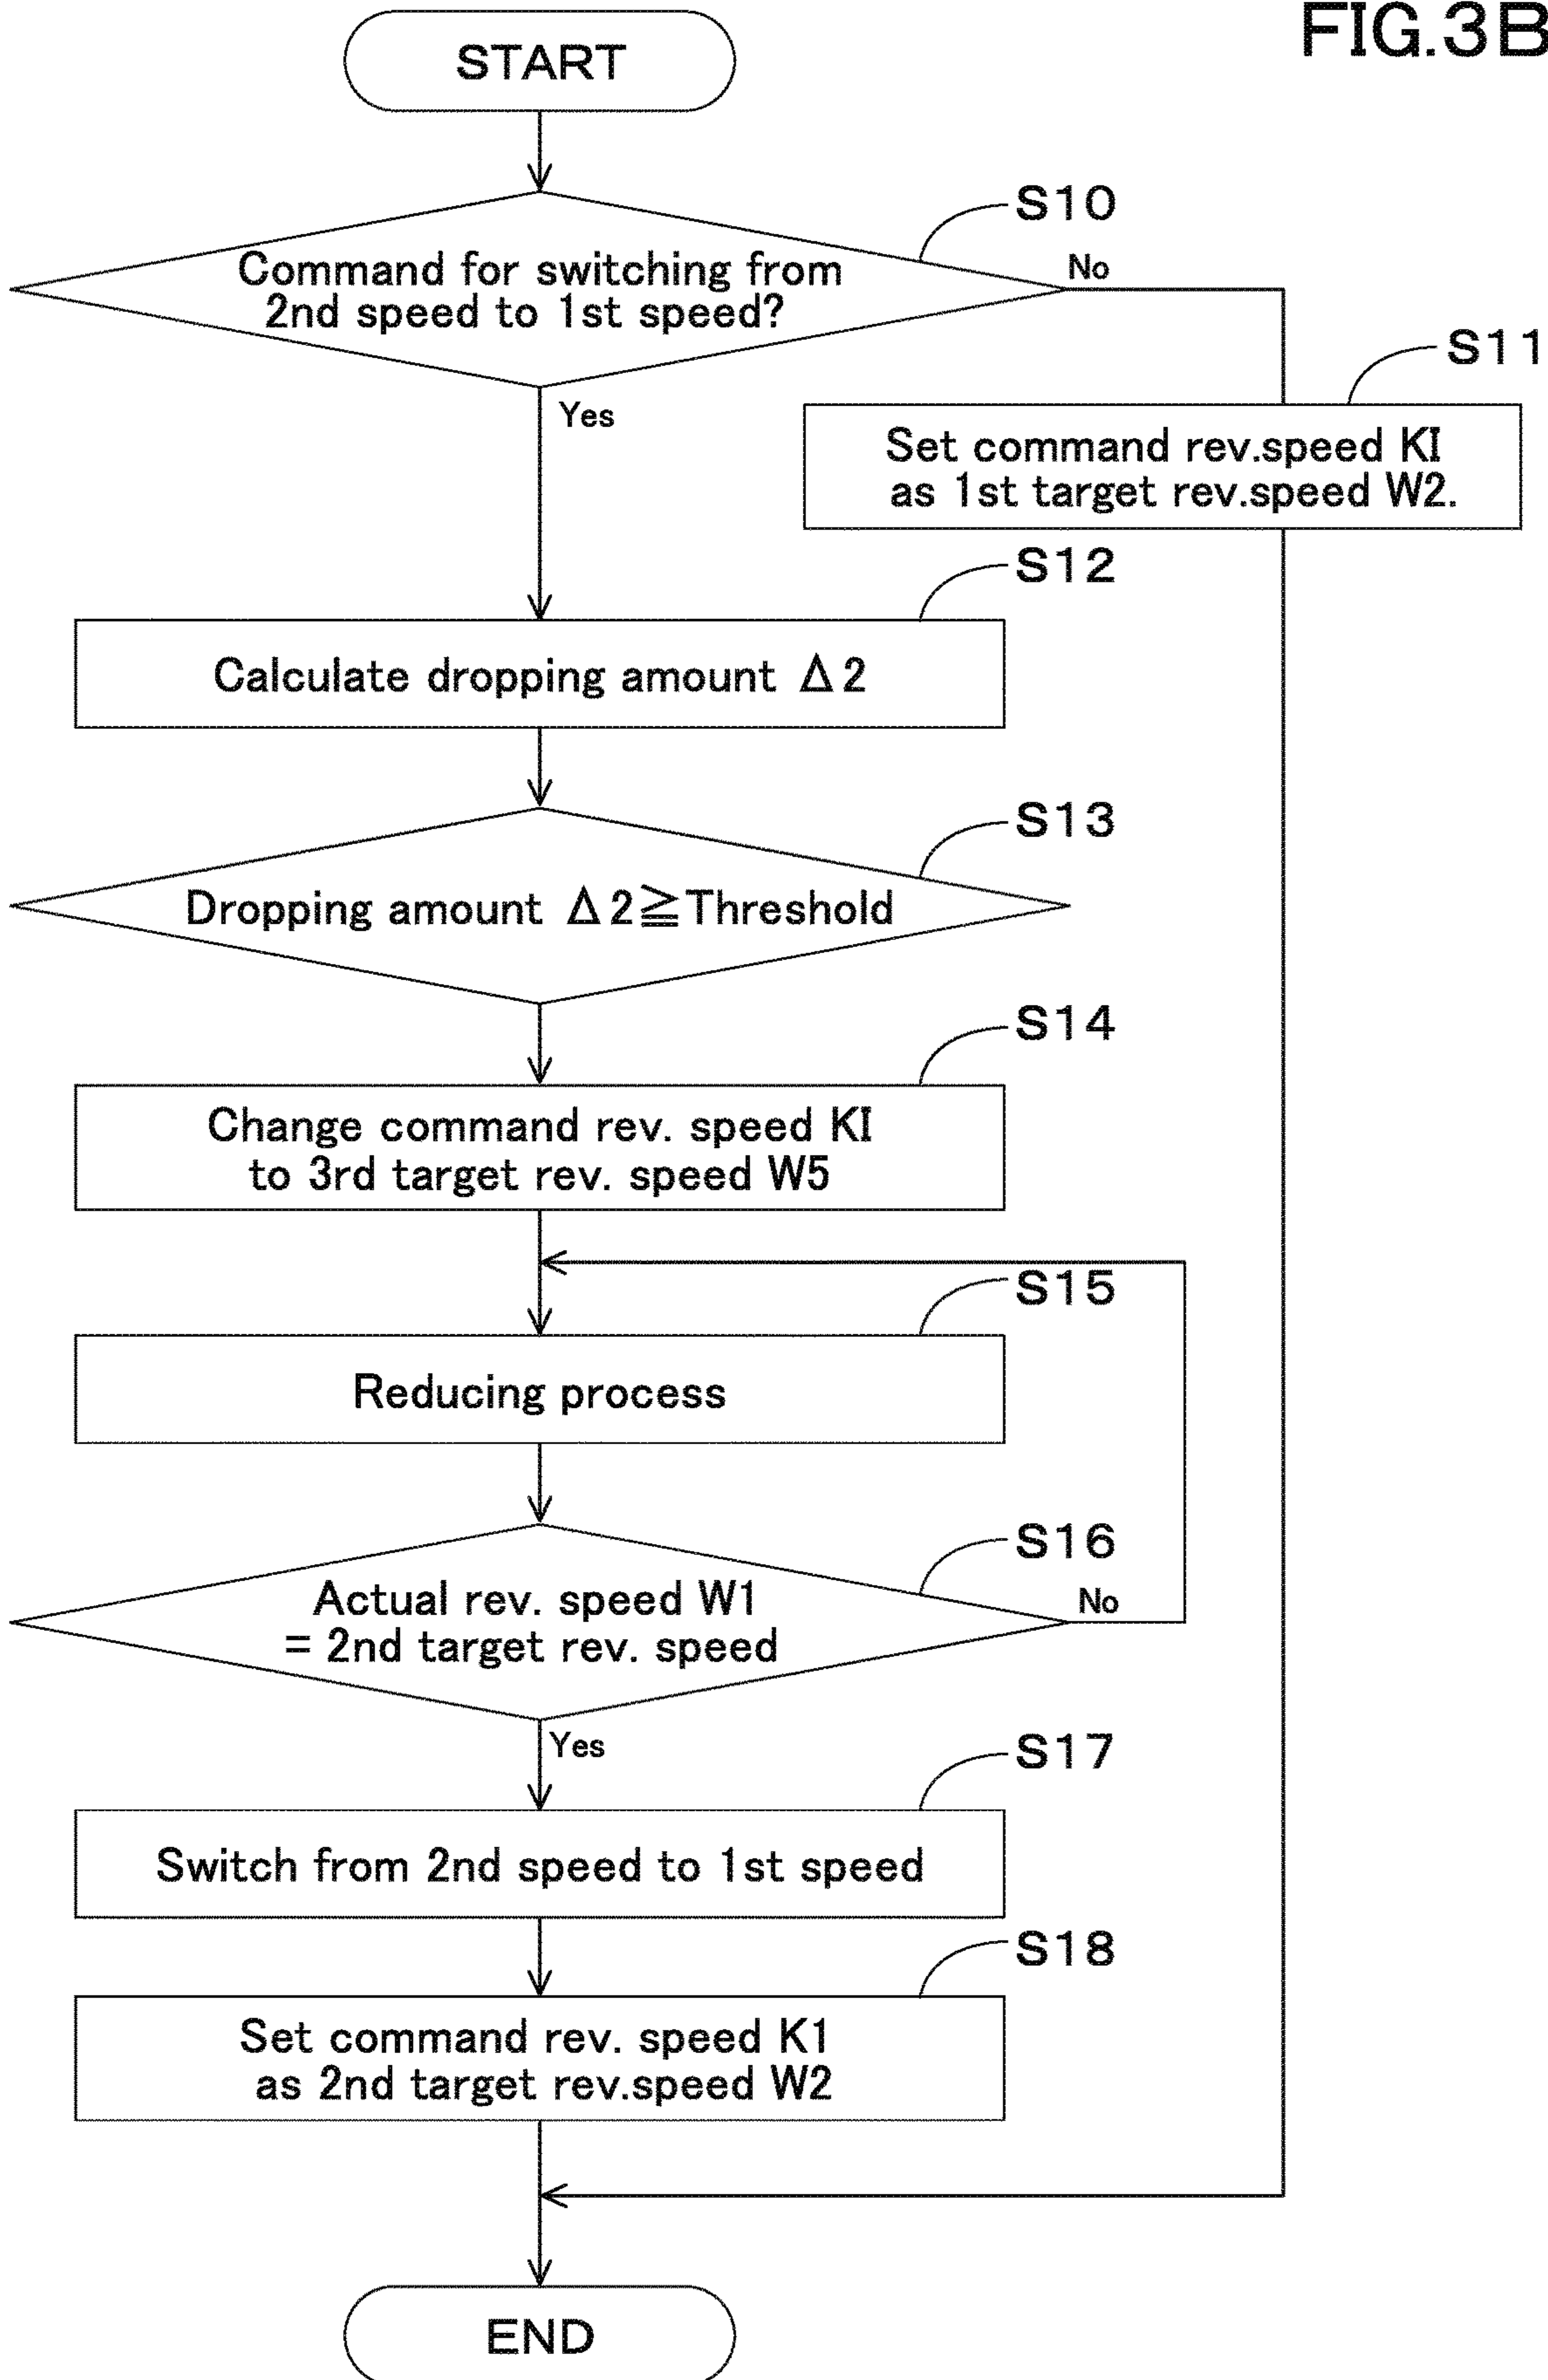 FIG.3B
START
S10
Command for switching from
2nd speed to 1st speed?
No
Yes
S11
Set command rev.speed KI
as 1st target rev.speed W2.
S12
Calculate dropping amount Δ2
S13
Dropping amount Δ2≧Threshold
S14
Change command rev. speed KI
to 3rd target rev. speed W5
S15
Reducing process
S16
Actual rev. speed W1
= 2nd target rev. speed
No
Yes
S17
Switch from 2nd speed to 1st speed
S18
Set command rev. speed K1
as 2nd target rev.speed W2
END